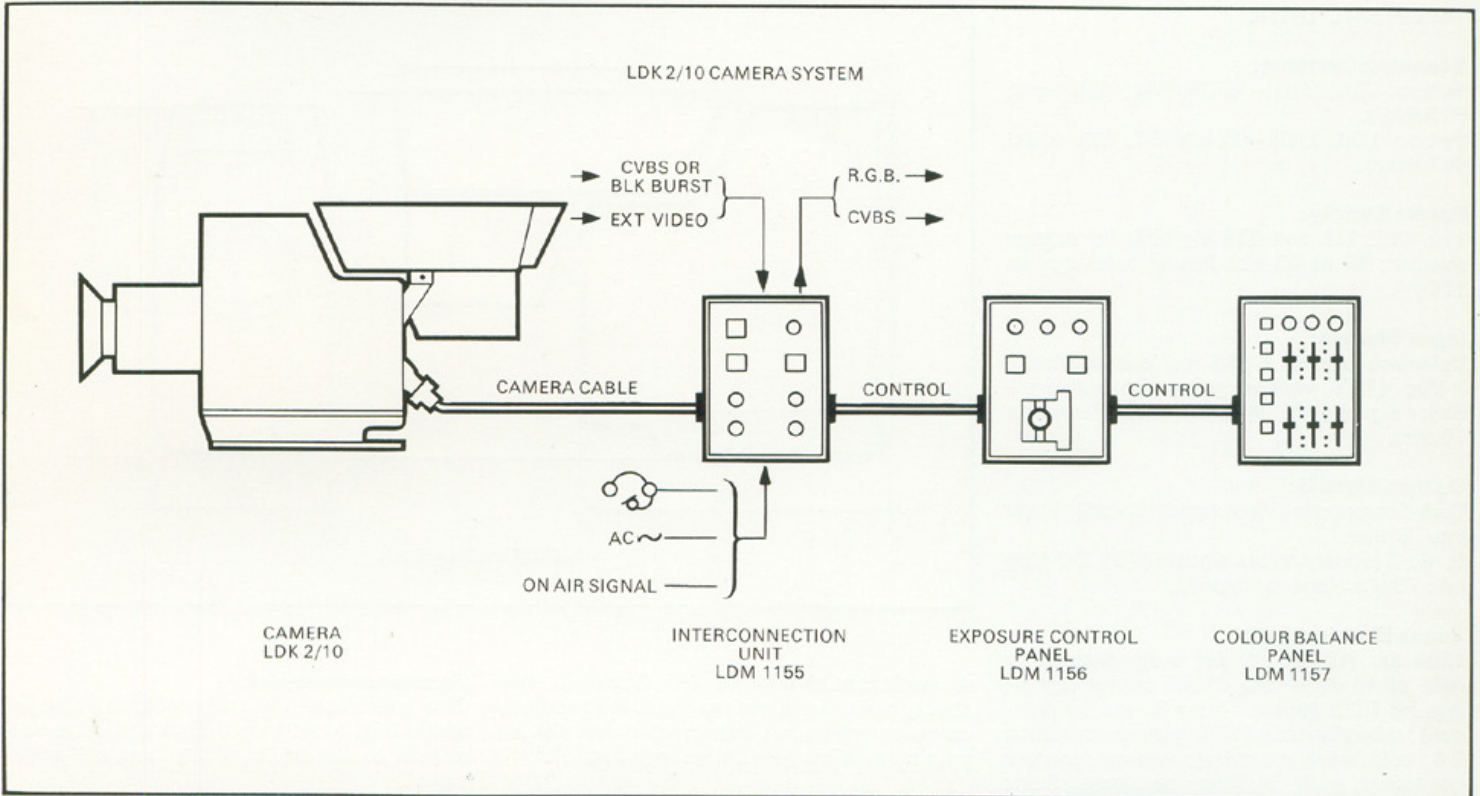 LDK 2/10 CAMERA SYSTEM
CVBS OR
BLK BURST
EXT VIDEO
R.G.B.
CVBS
CAMERA CABLE
CONTROL
CONTROL
AC~
ON AIR SIGNAL
CAMERA
LDK 2/10
INTERCONNECTION
UNIT
LDM 1155
EXPOSURE CONTROL
PANEL
LDM 1156
COLOUR BALANCE
PANEL
LDM 1157